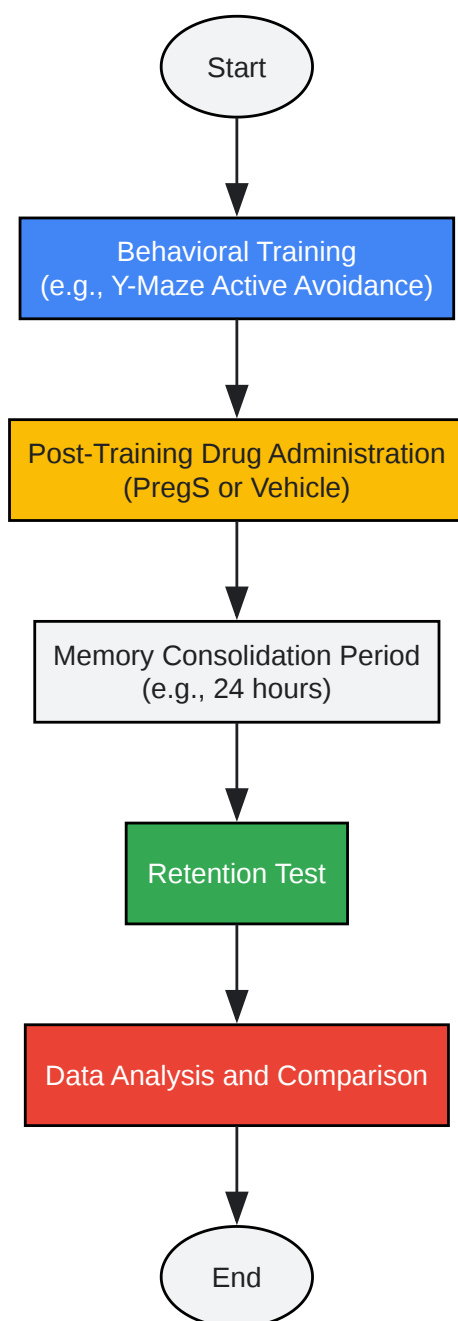 Start
Behavioral Training
(e.g., Y-Maze Active Avoidance)
Post-Training Drug Administration
(PregS or Vehicle)
Memory Consolidation Period
(e.g., 24 hours)
Retention Test
Data Analysis and Comparison
End